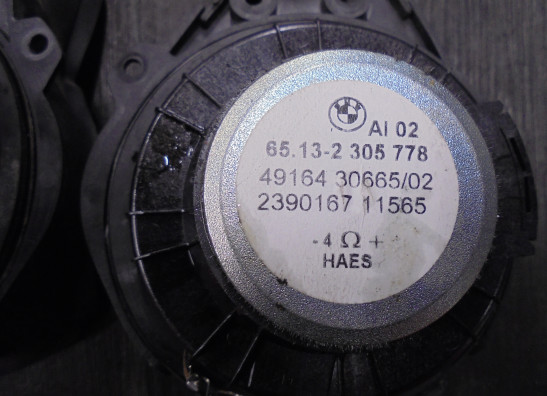 AI 02
65.13-2 305 778
49164 30665/02
2390167 11565
- 4 Ω +
HAES